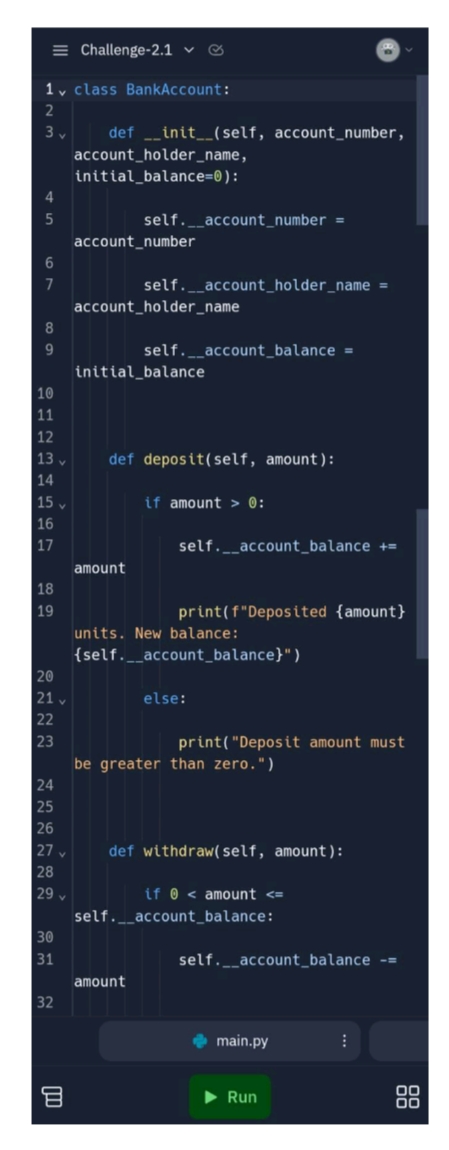 Challenge-2.1
1 class BankAccount:
2
3 def __init__(self, account_number,
account_holder_name,
initial_balance=0):
4
5 self.__account_number =
account_number
6
7 self.__account_holder_name =
account_holder_name
8
9 self.__account_balance =
initial_balance
10
11
12
13 def deposit(self, amount):
14
15 if amount > 0:
16
17 self.__account_balance +=
amount
18
19 print(f"Deposited {amount}
units. New balance:
{self.__account_balance}")
20
21 else:
22
23 print("Deposit amount must
be greater than zero.")
24
25
26
27 def withdraw(self, amount):
28
29 if 0 < amount <=
self.__account_balance:
30
31 self.__account_balance -=
amount
32
main.py
Run